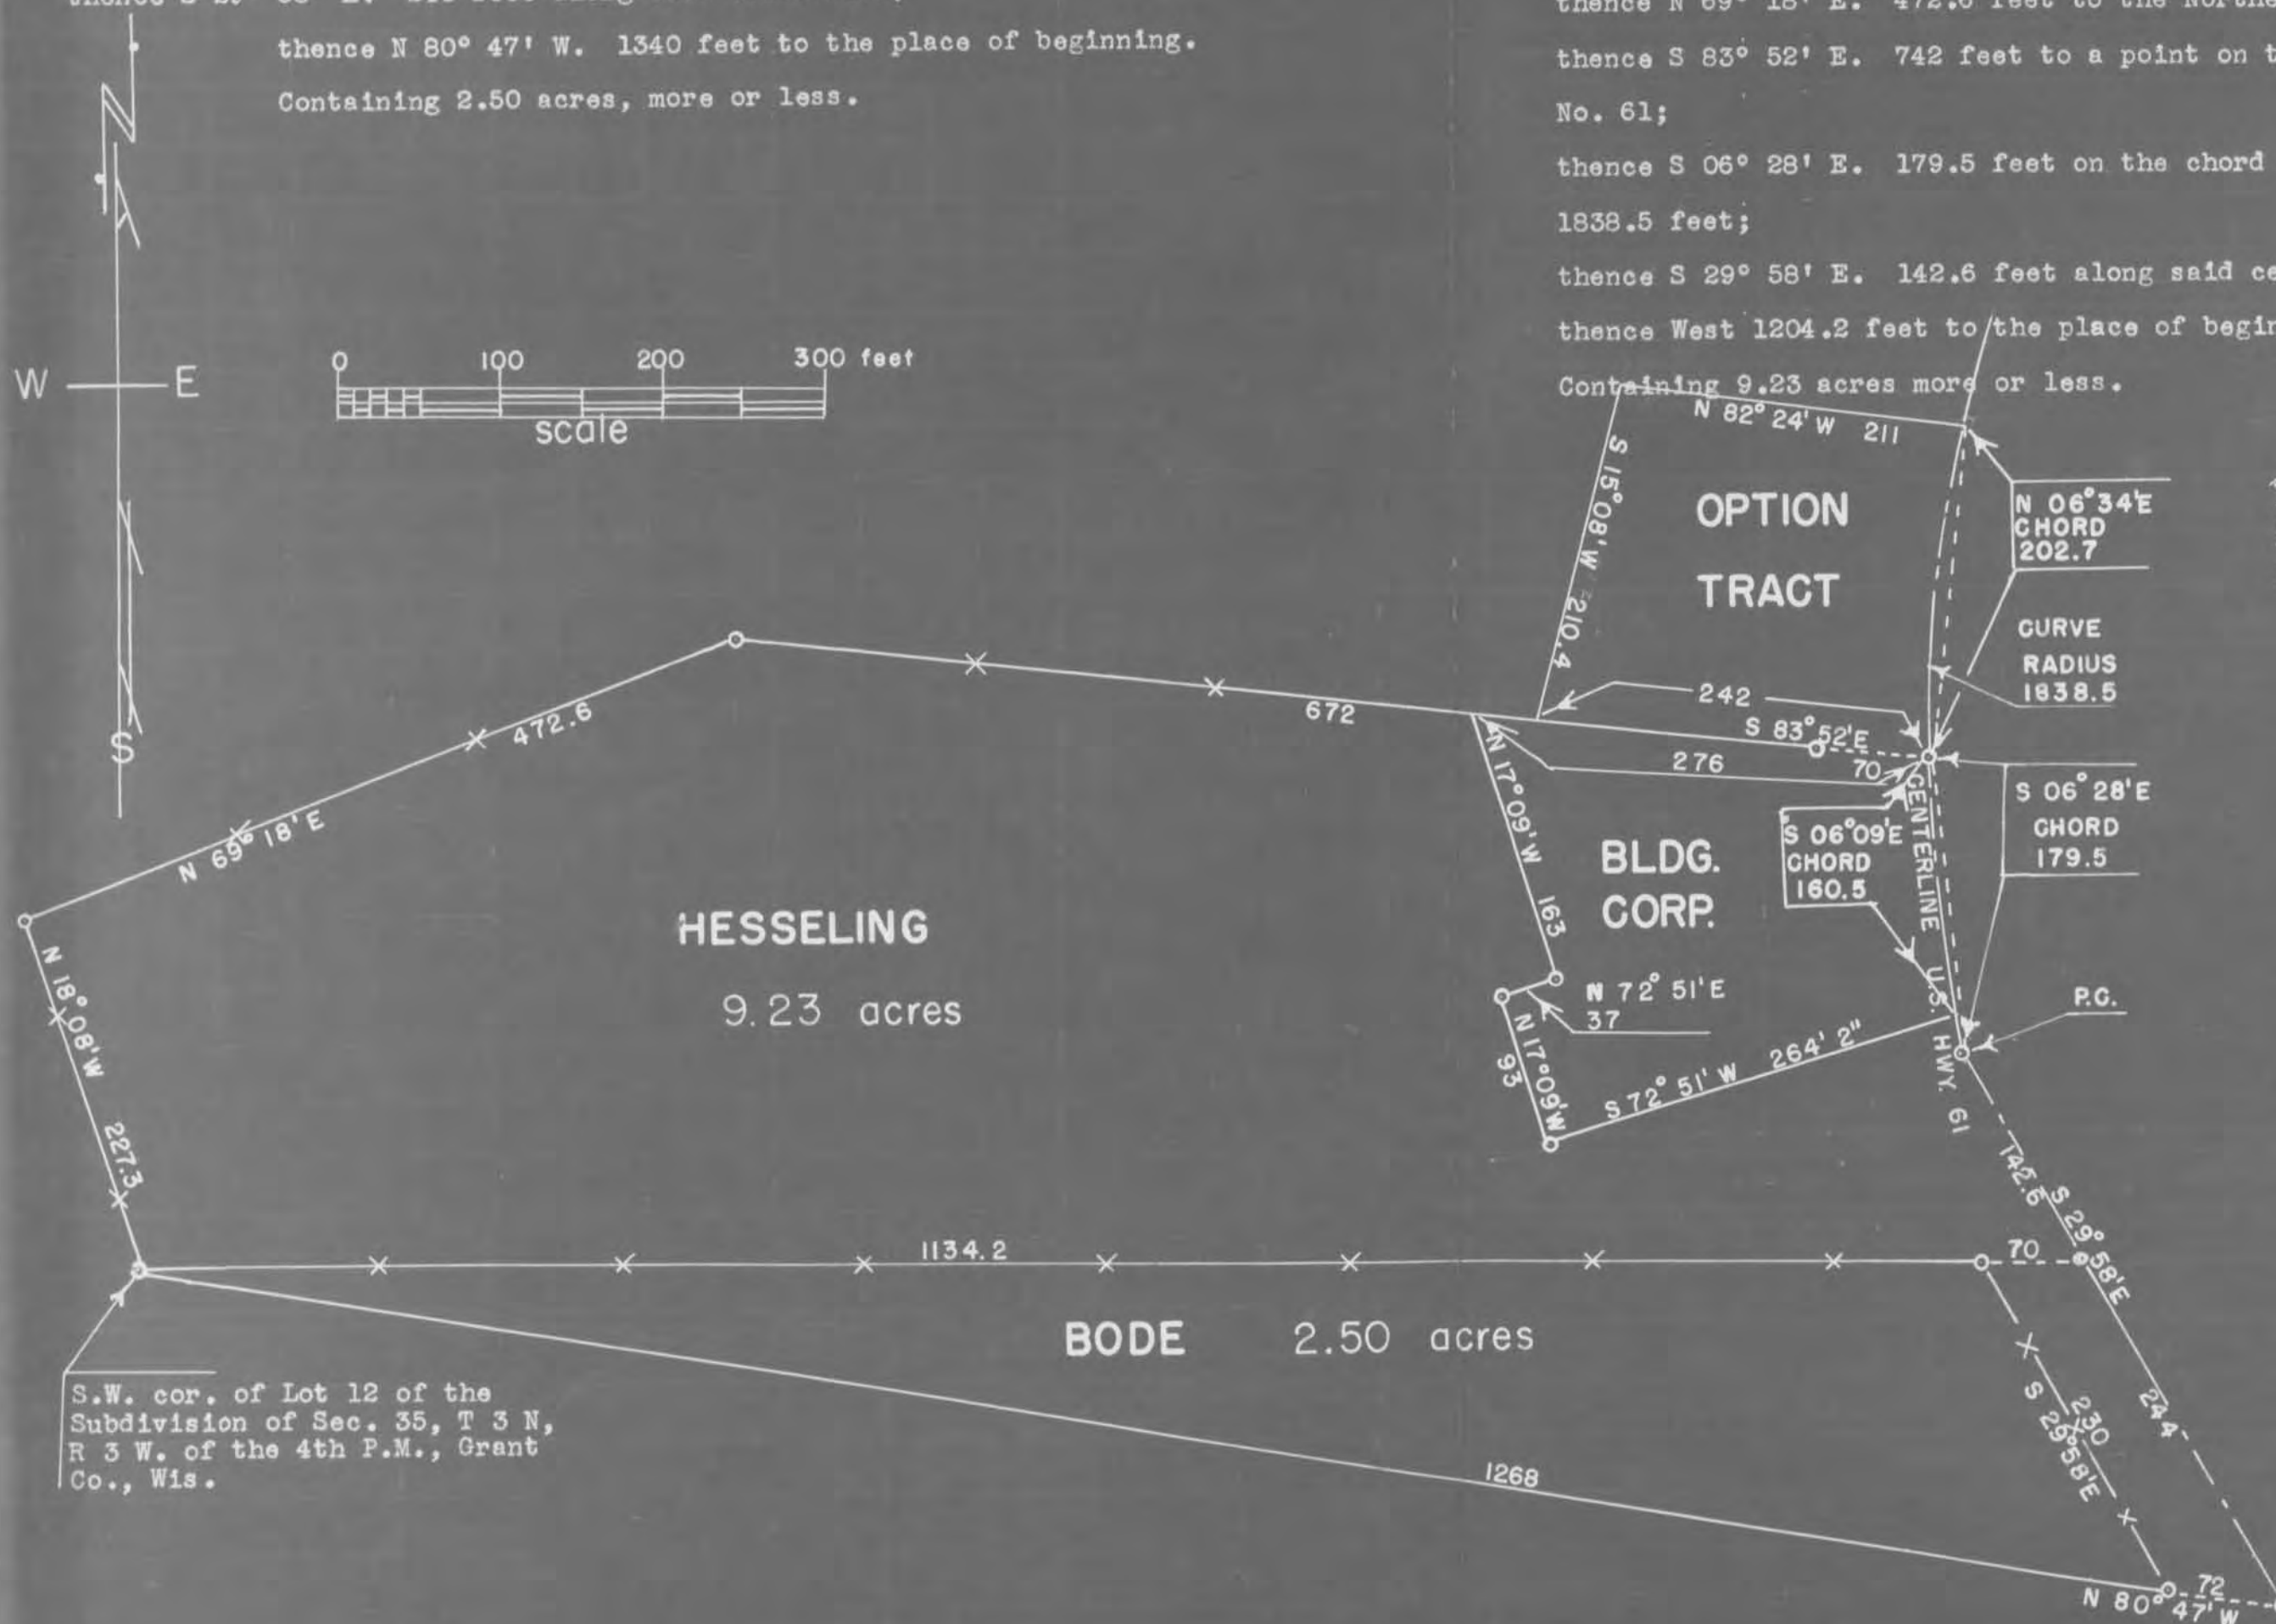 thence N 80° 47' W. 1340 feet to the place of beginning.
Containing 2.50 acres, more or less.
thence N 69° 18' E. 472.6 feet to the
thence S 83° 52' E. 742 feet to a point on
No. 61;
thence S 06° 28' E. 179.5 feet on the chord
1838.5 feet;
thence S 29° 58' E. 142.6 feet along said
thence West 1204.2 feet to the place of
Containing 9.23 acres more or less.
N
W E
S
0 100 200 300 feet
scale
N 82° 24' W 211
S 15° 08' W 210.4
OPTION
TRACT
N 06° 34' E
CHORD
202.7
CURVE
RADIUS
1838.5
242
S 83° 52' E
276
70
672
472.6
N 69° 18' E
N 18° 08' W
227.3
HESSELING
9.23 acres
N 17° 09' W 163
BLDG.
CORP.
S 06° 09' E
CHORD
160.5
CENTERLINE U.S. HWY. 61
S 06° 28' E
CHORD
179.5
P.C.
N 72° 51' E
37
N 17° 09' W
93
S 72° 51' W 264' 2"
142.6
S 29° 58' E
1134.2
70
BODE 2.50 acres
S.W. cor. of Lot 12 of the
Subdivision of Sec. 35, T 3 N,
R 3 W. of the 4th P.M., Grant
Co., Wis.
230
S 29° 58' E
244
1268
72
N 80° 47' W